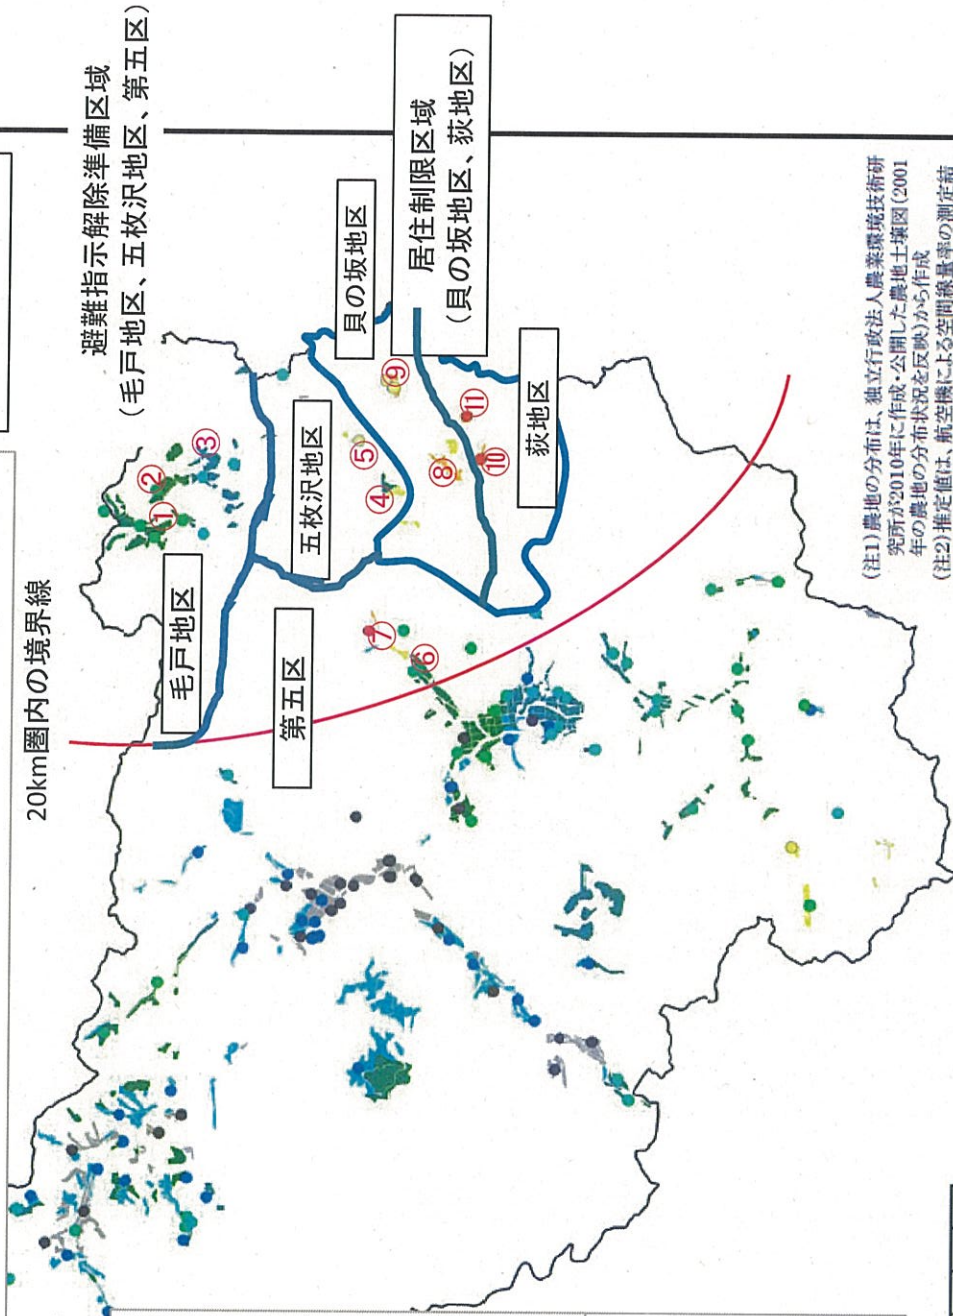 20km圏内の境界線
避難指示解除準備区域
(毛戸地区、五枚沢地区、第五区)
毛戸地区
①
②
③
第五区
五枚沢地区
貝の坂地区
④
⑤
⑦
⑥
⑧
⑨
居住制限区域
(貝の坂地区、荻地区)
⑩
⑪
荻地区
(注1)農地の分布は、独立行政法人農業環境技術研
究所が2010年に作成・公開した農地土壌図(2001
年の農地の分布状況を反映)から作成
(注2)推定値は、航空機による空間線量率の測定結